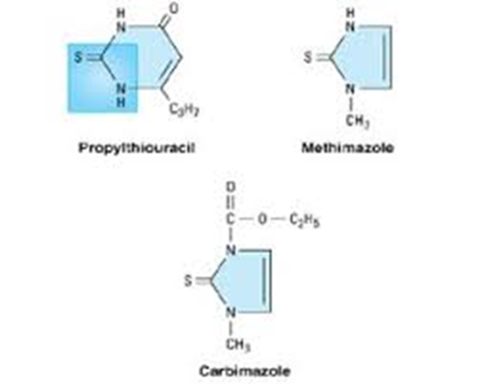 H
N
O
S
N
H
C3H7
Propylthiouracil
H
N
S
N
CH3
Methimazole
O
C—O—C2H5
N
S
N
CH3
Carbimazole